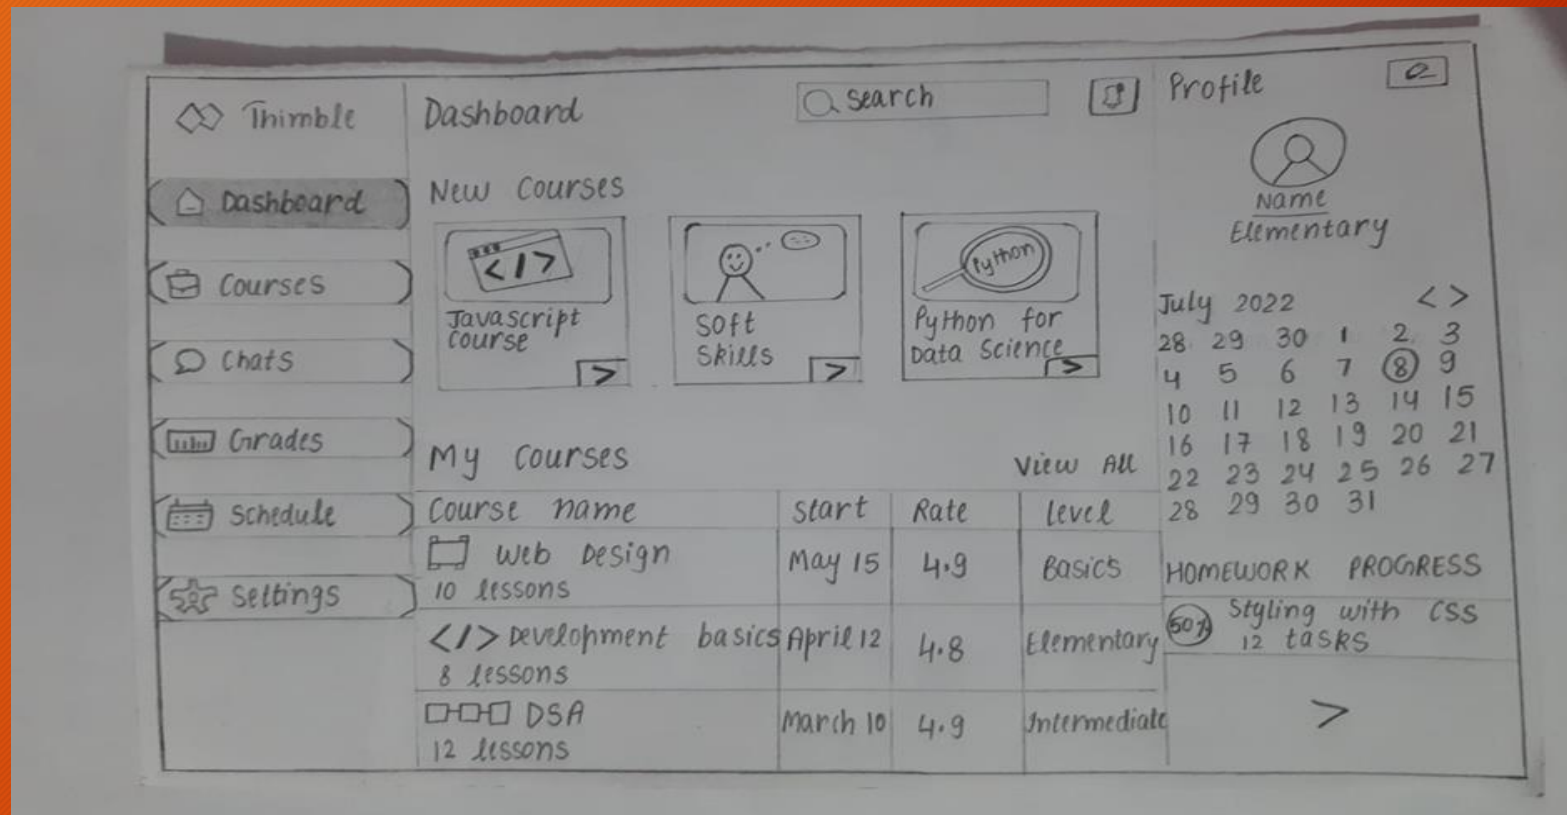 Thimble
Dashboard
Courses
Chats
Grades
Schedule
Settings
Dashboard
Search
New Courses
</>
Javascript
Course
>
Soft
Skills
>
Python
Python for
Data Science
>
My Courses
View All
Course name Start Rate Level
Web Design May 15 4.9 Basics
10 lessons
</> Development basics April 12 4.8 Elementary
8 lessons
DSA March 10 4.9 Intermediate
12 lessons
Profile
Name
Elementary
July 2022 < >
28 29 30 1 2 3
4 5 6 7 8 9
10 11 12 13 14 15
16 17 18 19 20 21
22 23 24 25 26 27
28 29 30 31
HOMEWORK PROGRESS
50% Styling with CSS
12 tasks
>